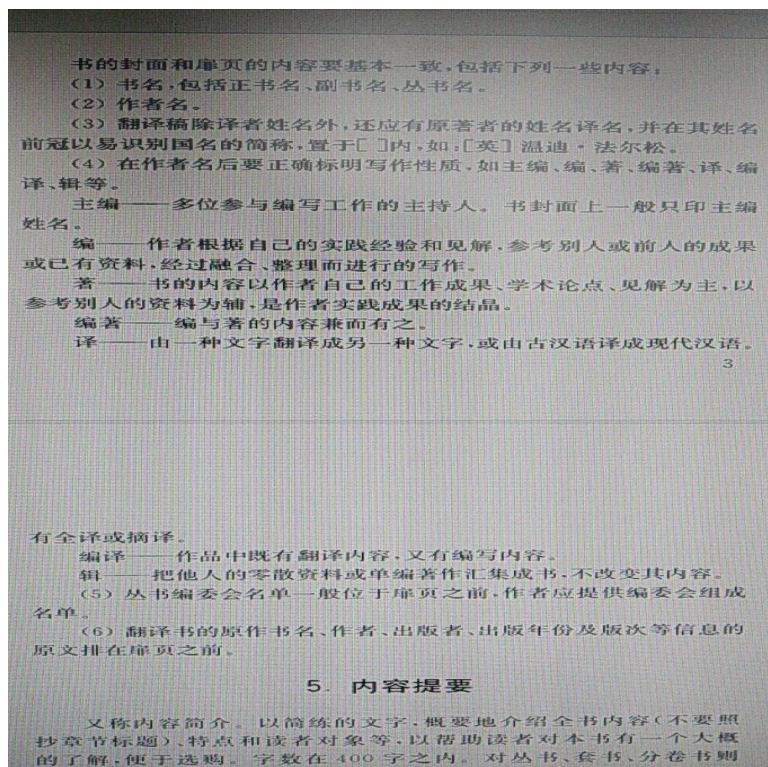 书的封面和扉页的内容要基本一致,包括下列一些内容:
(1) 书名,包括正书名、副书名、丛书名。
(2) 作者名。
(3) 翻译稿除译者姓名外,还应有原著者的姓名译名,并在其姓名
前冠以易识别国名的简称,置于[ ]内,如:[英] 温迪·法尔松。
(4) 在作者名后要正确标明写作性质,如主编、编、著、编著、译、编
译、辑等。
主编——多位参与编写工作的主持人。书封面上一般只印主编
姓名。
编——作者根据自己的实践经验和见解,参考别人或前人的成果
或已有资料,经过融合、整理而进行的写作。
著——书的内容以作者自己的工作成果、学术论点、见解为主,以
参考别人的资料为辅,是作者实践成果的结晶。
编著——编与著的内容兼而有之。
译——由一种文字翻译成另一种文字,或由古汉语译成现代汉语。
3
有全译或摘译。
编译——作品中既有翻译内容,又有编写内容。
辑——把他人的零散资料或单编著作汇集成书,不改变其内容。
(5) 丛书编委会名单一般位于扉页之前,作者应提供编委会组成
名单。
(6) 翻译书的原作书名、作者、出版者、出版年份及版次等信息的
原文排在扉页之前。
5. 内容提要
又称内容简介。以简练的文字,概要地介绍全书内容(不要照
抄章节标题)、特点和读者对象等,以帮助读者对本书有一个大概
的了解,便于选购。字数在 400 字之内。对丛书、套书、分卷书则